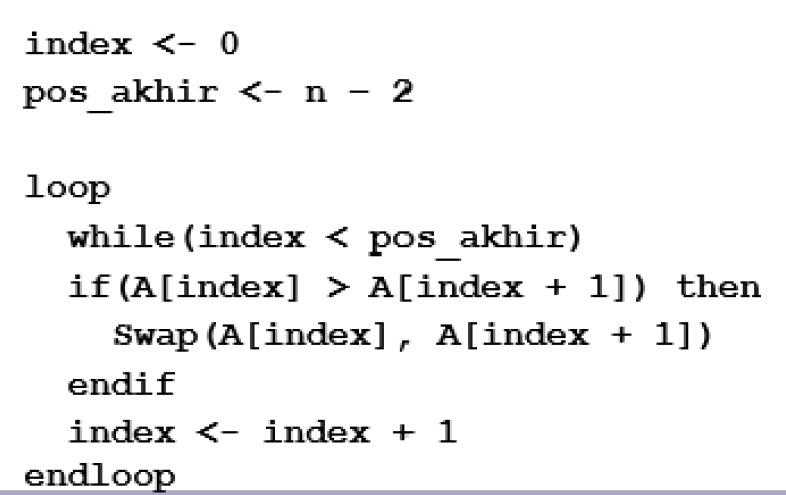 index <- 0
pos_akhir <- n - 2
loop
while(index < pos_akhir)
if(A[index] > A[index + 1]) then
Swap(A[index], A[index + 1])
endif
index <- index + 1
endloop